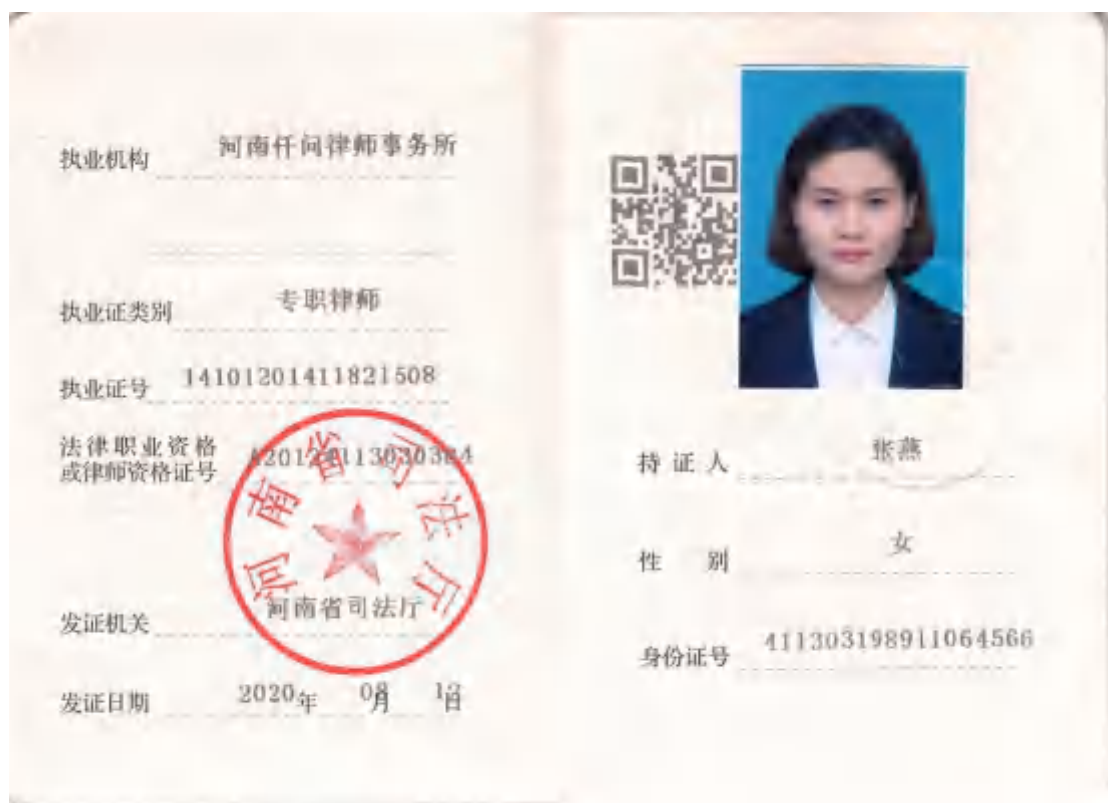 执业机构 河南仟问律师事务所
执业证类别 专职律师
执业证号 14101201411821508
法律职业资格
或律师资格证号
河南省司法厅
发证机关 河南省司法厅
发证日期 2020年 08月 日
持证人 张燕
性 别 女
身份证号 411303198911064566